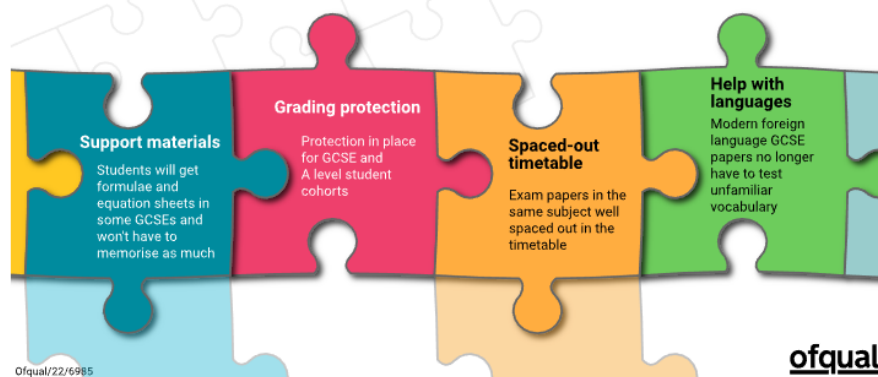 Support materials
Students will get
formulae and
equation sheets in
some GCSEs and
won't have to
memorise as much
Grading protection
Protection in place
for GCSE and
A level student
cohorts
Spaced-out
timetable
Exam papers in the
same subject well
spaced out in the
timetable
Help with
languages
Modern foreign
language GCSE
papers no longer
have to test
unfamiliar
vocabulary
Ofqual/22/6985
ofqual